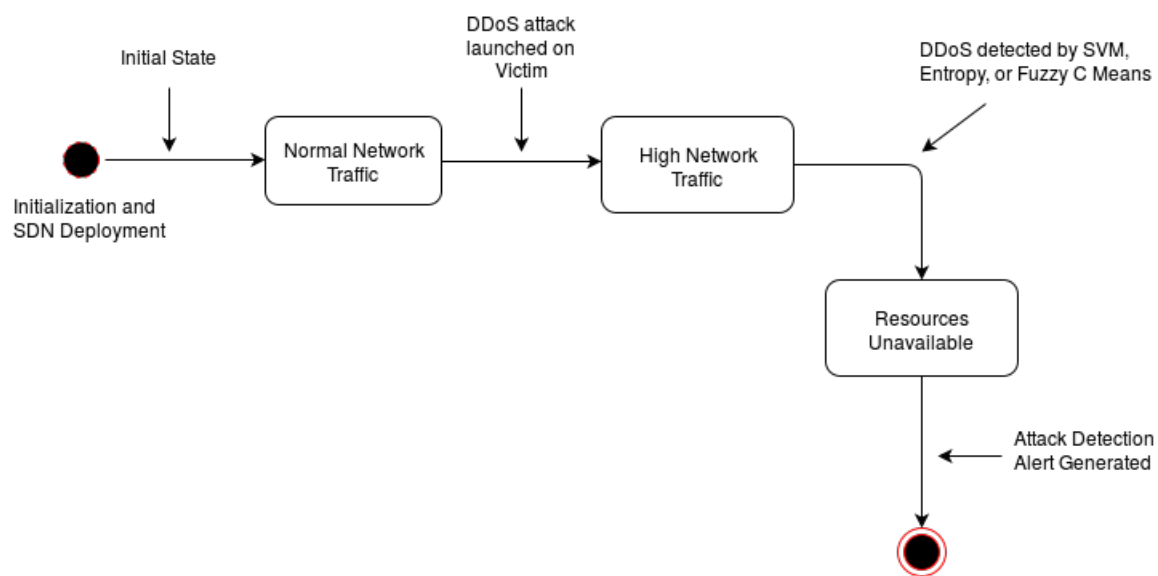 Initial State
DDoS attack
launched on
Victim
DDoS detected by SVM,
Entropy, or Fuzzy C Means
Normal Network
Traffic
High Network
Traffic
Initialization and
SDN Deployment
Resources
Unavailable
Attack Detection
Alert Generated